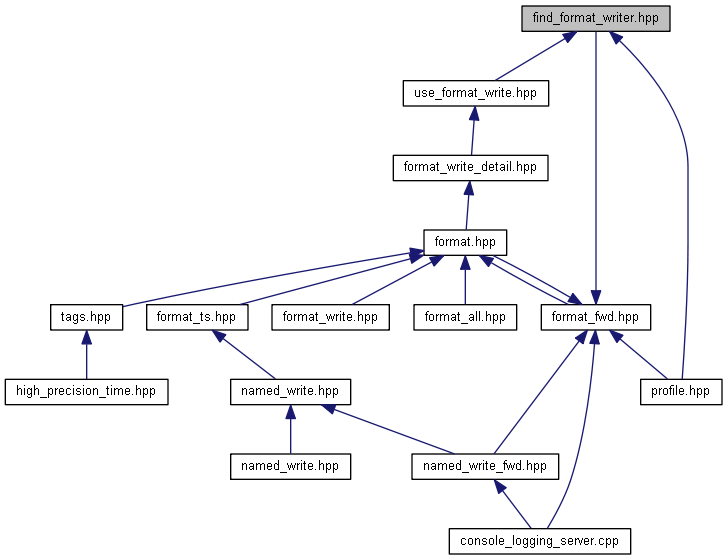 find_format_writer.hpp
use_format_write.hpp
format_write_detail.hpp
format.hpp
tags.hpp
format_ts.hpp
format_write.hpp
format_all.hpp
format_fwd.hpp
high_precision_time.hpp
named_write.hpp
profile.hpp
named_write.hpp
named_write_fwd.hpp
console_logging_server.cpp